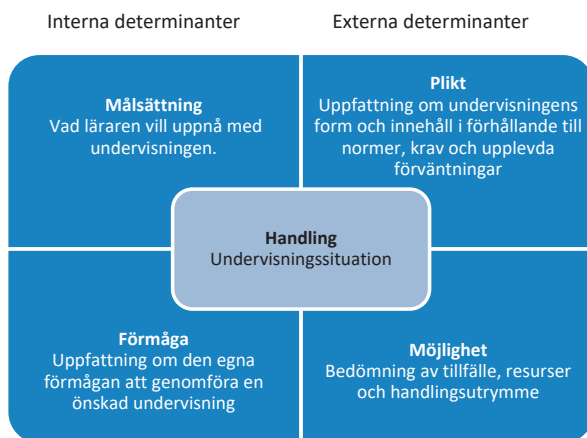 Interna determinanter
Externa determinanter
Målsättning
Vad läraren vill uppnå med
undervisningen.
Plikt
Uppfattning om undervisningens
form och innehåll i förhållande till
normer, krav och upplevda
förväntningar
Handling
Undervisningssituation
Förmåga
Uppfattning om den egna
förmågan att genomföra en
önskad undervisning
Möjlighet
Bedömning av tillfälle, resurser
och handlingsutrymme